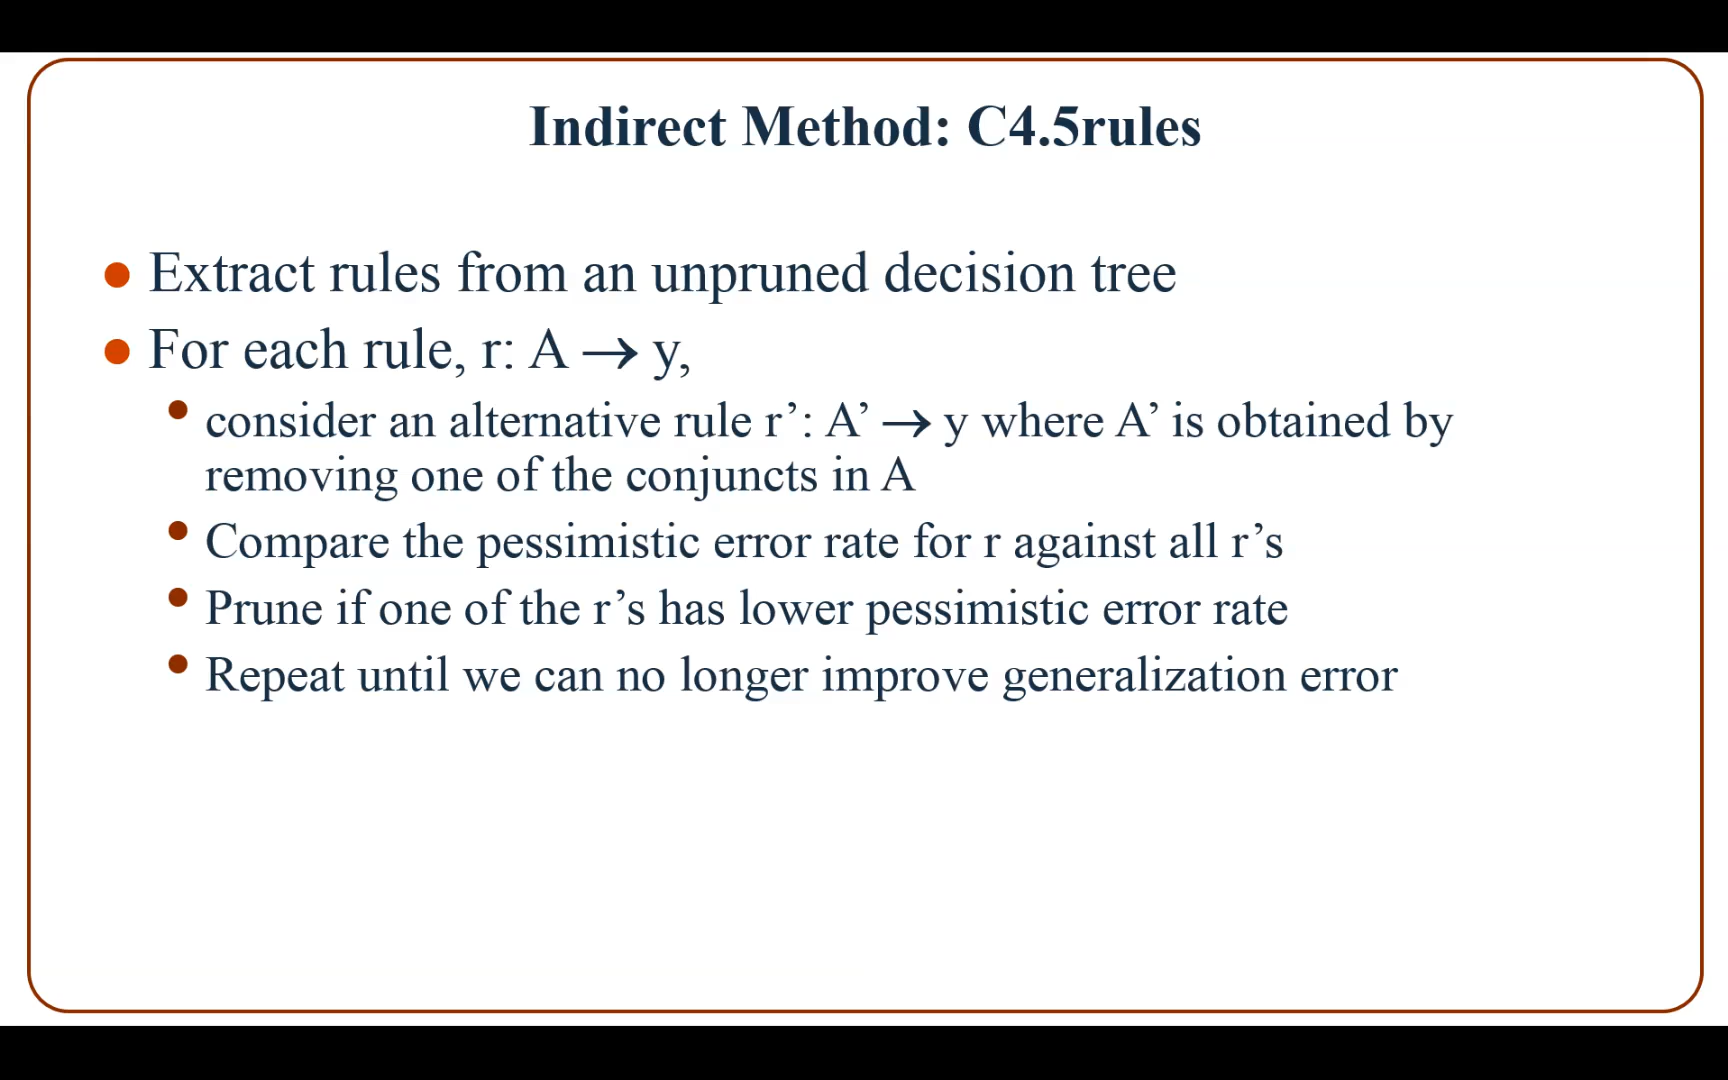 Indirect Method: C4.5rules
● Extract rules from an unpruned decision tree
● For each rule, r: A → y,
• consider an alternative rule r’: A’ → y where A’ is obtained by
removing one of the conjuncts in A
• Compare the pessimistic error rate for r against all r’s
• Prune if one of the r’s has lower pessimistic error rate
• Repeat until we can no longer improve generalization error